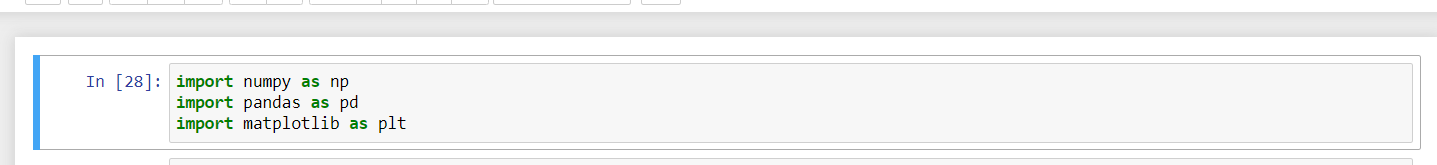 In [28]: import numpy as np
import pandas as pd
import matplotlib as plt